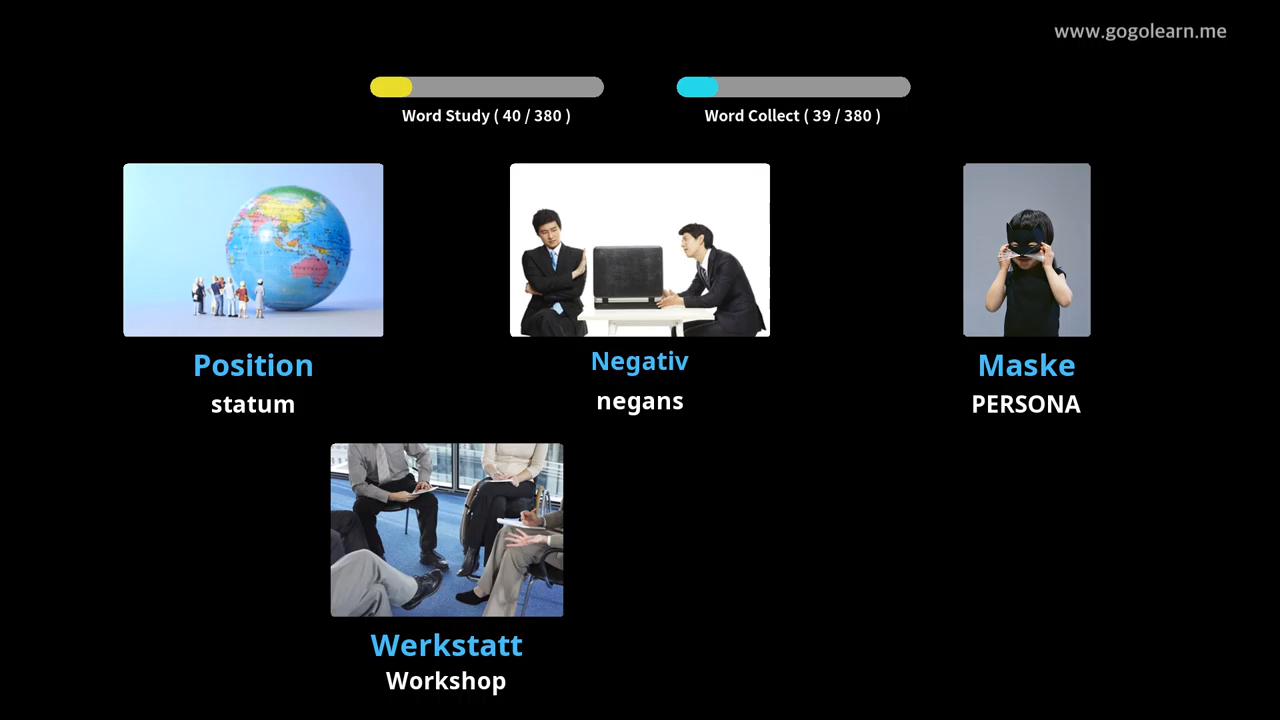 www.gogolearn.me
Word Study ( 40 / 380 )
Word Collect ( 39 / 380 )
Position
statum
Negativ
negans
Maske
PERSONA
Werkstatt
Workshop